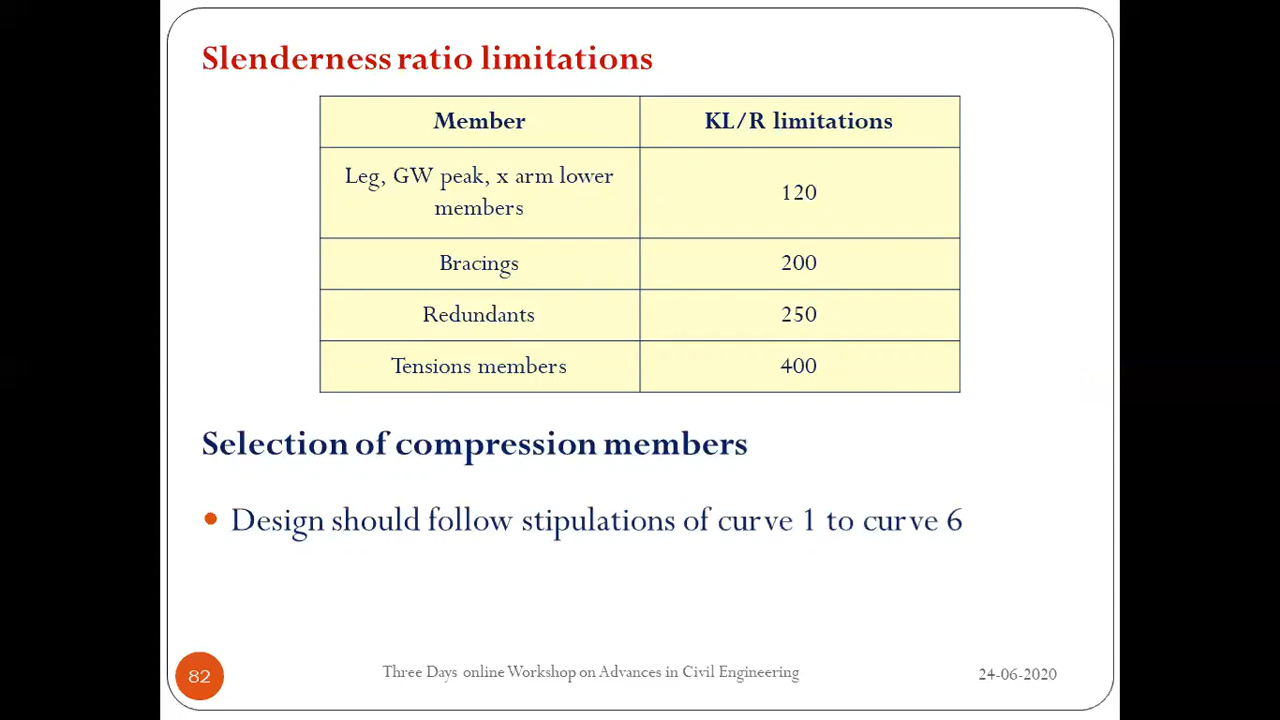 Slenderness ratio limitations
Member
KL/R limitations
Leg, GW peak, x arm lower
members
120
Bracings
200
Redundants
250
Tensions members
400
Selection of compression members
• Design should follow stipulations of curve 1 to curve 6
82
Three Days online Workshop on Advances in Civil Engineering
24-06-2020